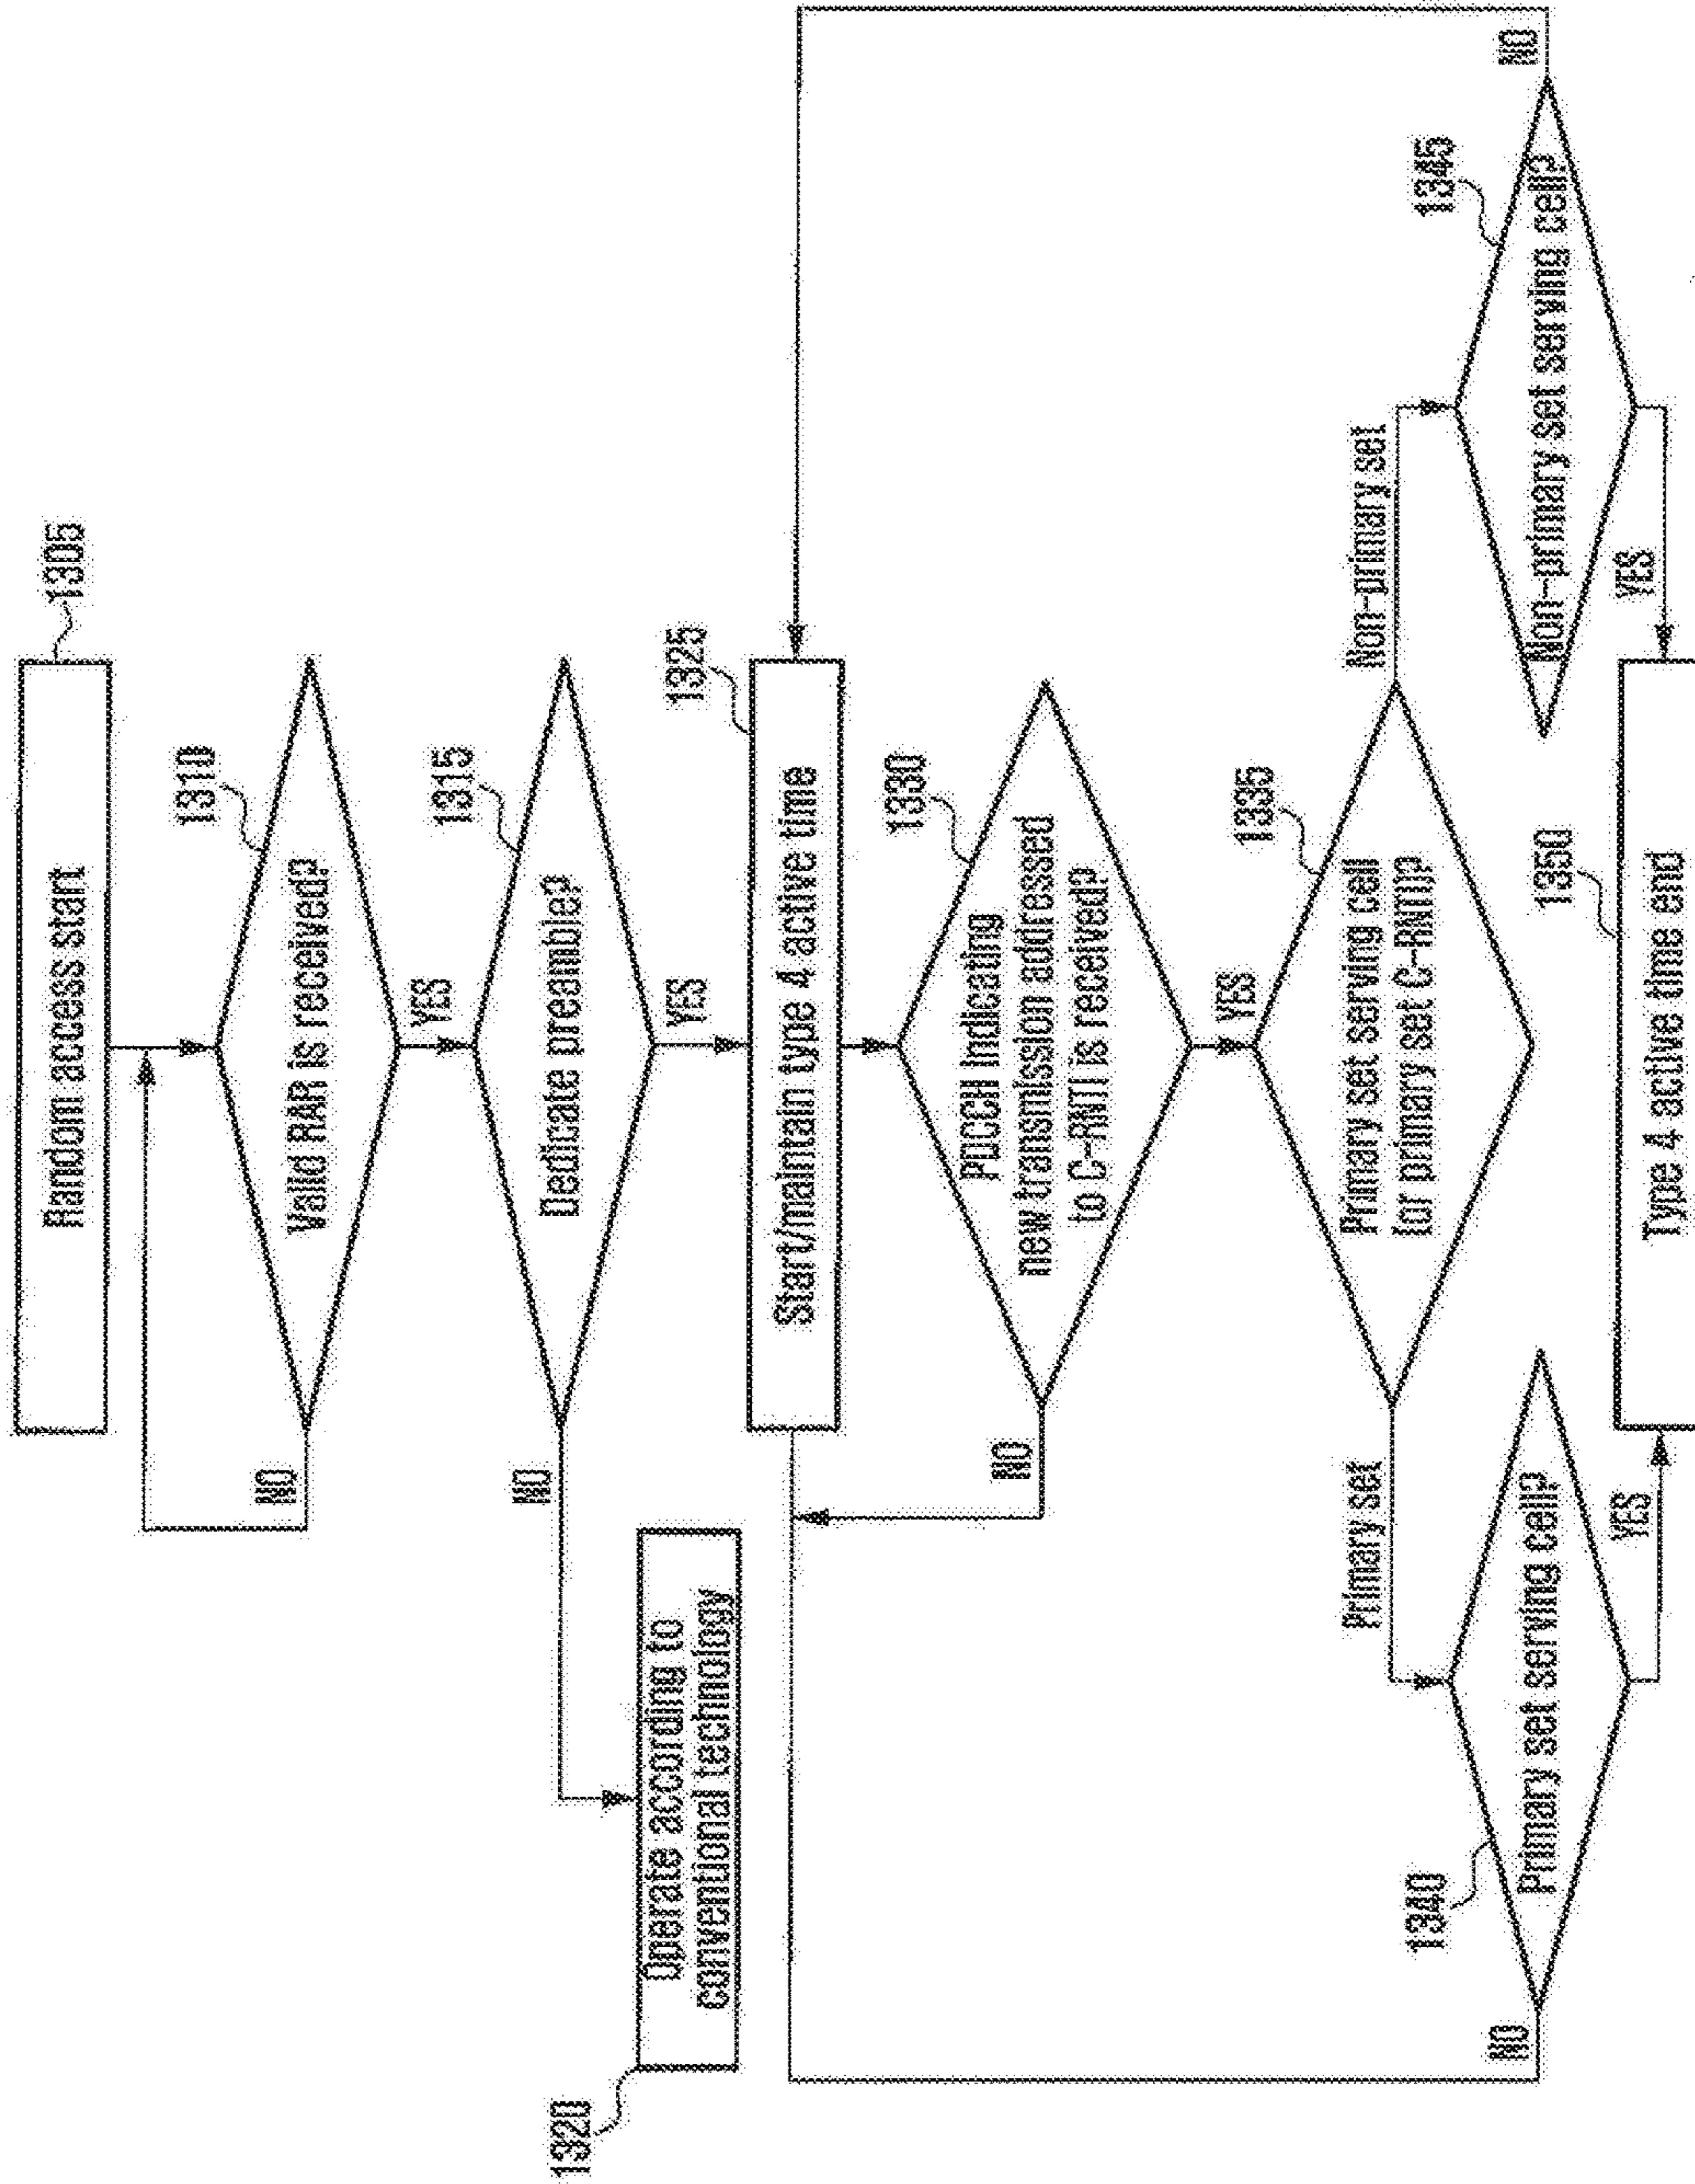 Random access start
1305
Valid RAR is received?
1310
NO
YES
Dedicate preamble?
1315
NO
YES
Operate according to
conventional technology
1320
Start/maintain type 4 active time
1325
PDCCH Indicating
new transmission addressed
to C-RNTI is received?
1330
NO
YES
Primary set serving cell
(or primary set C-RNTI)?
1335
Primary set
Non-primary set
Primary set serving cell?
1340
NO
YES
Non-primary set serving cell?
1345
NO
YES
Type 4 active time end
1350